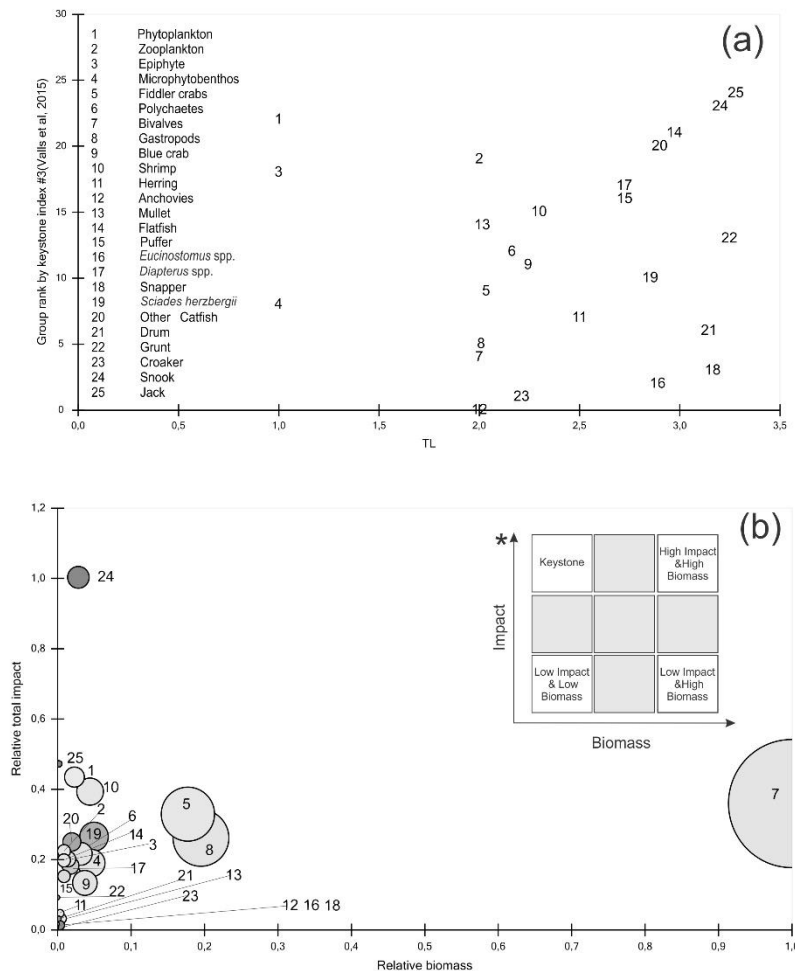 (a)
Group rank by keystone index #3(Valls et al, 2015)
30
25
20
15
10
5
0
1 Phytoplankton
2 Zooplankton
3 Epiphyte
4 Microphytobenthos
5 Fiddler crabs
6 Polychaetes
7 Bivalves
8 Gastropods
9 Blue crab
10 Shrimp
11 Herring
12 Anchovies
13 Mullet
14 Flatfish
15 Puffer
16 Eucinostomus spp.
17 Diapterus spp.
18 Snapper
19 Sciades herzbergii
20 Other Catfish
21 Drum
22 Grunt
23 Croaker
24 Snook
25 Jack
25
24
1
14
20
2
3
17
15
10
13
22
6
9
19
5
4
11
21
8
7
18
16
23
12
0,0 0,5 1,0 1,5 2,0 2,5 3,0 3,5
TL
(b)
Relative total impact
1,2
1,0
0,8
0,6
0,4
0,2
0,0
24
25
1
10
5
7
20
2
6
19
14
8
3
4
17
9
21
13
15
22
11
23
12 16 18
*
Impact
Keystone
High Impact
&High
Biomass
Low Impact
& Low
Biomass
Low Impact
&High
Biomass
Biomass
0,0 0,1 0,2 0,3 0,4 0,5 0,6 0,7 0,8 0,9 1,0
Relative biomass